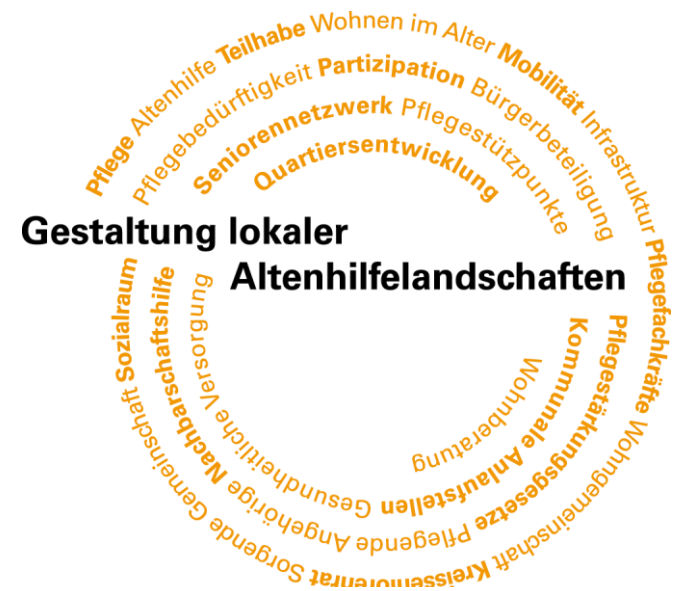 Pflege Altenhilfe Teilhabe Wohnen im Alter Mobilität Infrastruktur Pflegefachkräfte Wohngemeinschaft Kreisseniorenrat Sorgende Gemeinschaft Sozialraum
Pflegebedürftigkeit Partizipation Bürgerbeteiligung
Seniorennetzwerk Pflegestützpunkte
Quartiersentwicklung
Gestaltung lokaler
Altenhilfelandschaften
Pflegestärkungsgesetze Pflegende Angehörige Nachbarschaftshilfe
Kommunale Anlaufstellen Gesundheitliche Versorgung
Wohnberatung